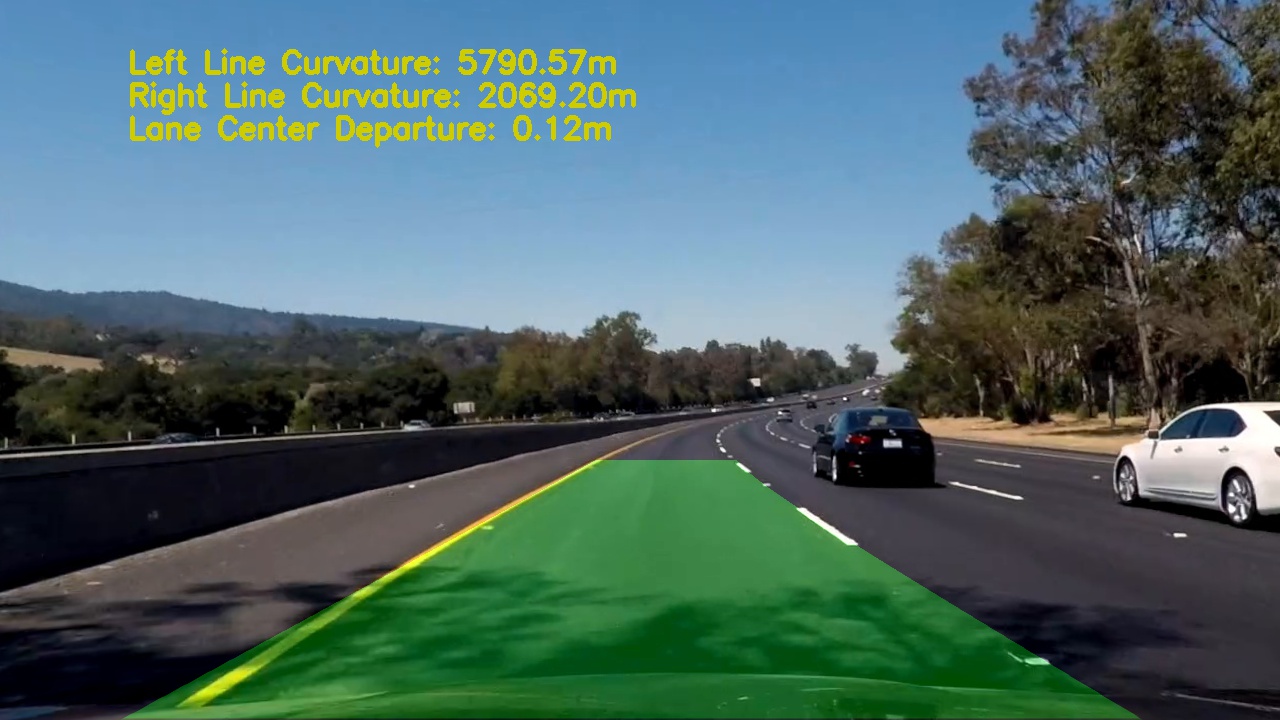 Left Line Curvature: 5790.57m
Right Line Curvature: 2069.20m
Lane Center Departure: 0.12m